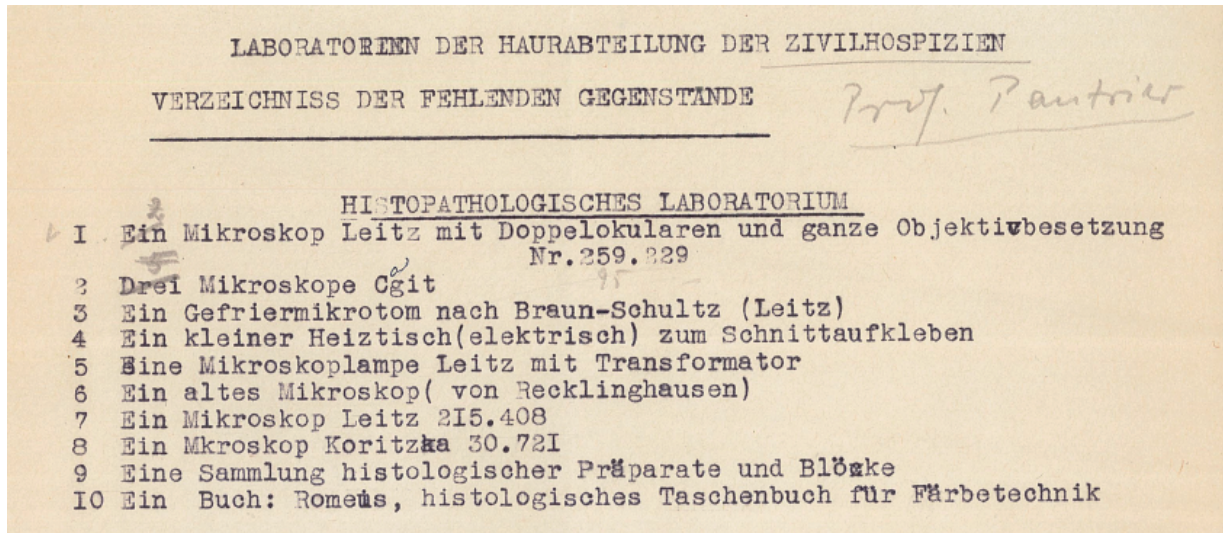 LABORATORIEN DER HAURABTEILUNG DER ZIVILHOSPIZIEN
VERZEICHNISS DER FEHLENDEN GEGENSTÄNDE
Prof. Pautrier
HISTOPATHOLOGISCHES LABORATORIUM
I Ein Mikroskop Leitz mit Doppelokularen und ganze Objektivbesetzung
Nr.259.229
2 Drei Mikroskope Cgit
3 Ein Gefriermikrotom nach Braun-Schultz (Leitz)
4 Ein kleiner Heiztisch(elektrisch) zum Schnittaufkleben
5 Eine Mikroskoplampe Leitz mit Transformator
6 Ein altes Mikroskop( von Recklinghausen)
7 Ein Mikroskop Leitz 2I5.408
8 Ein Mkroskop Koritzka 30.72I
9 Eine Sammlung histologischer Präparate und Blöcke
IO Ein Buch: Romeis, histologisches Taschenbuch für Färbetechnik